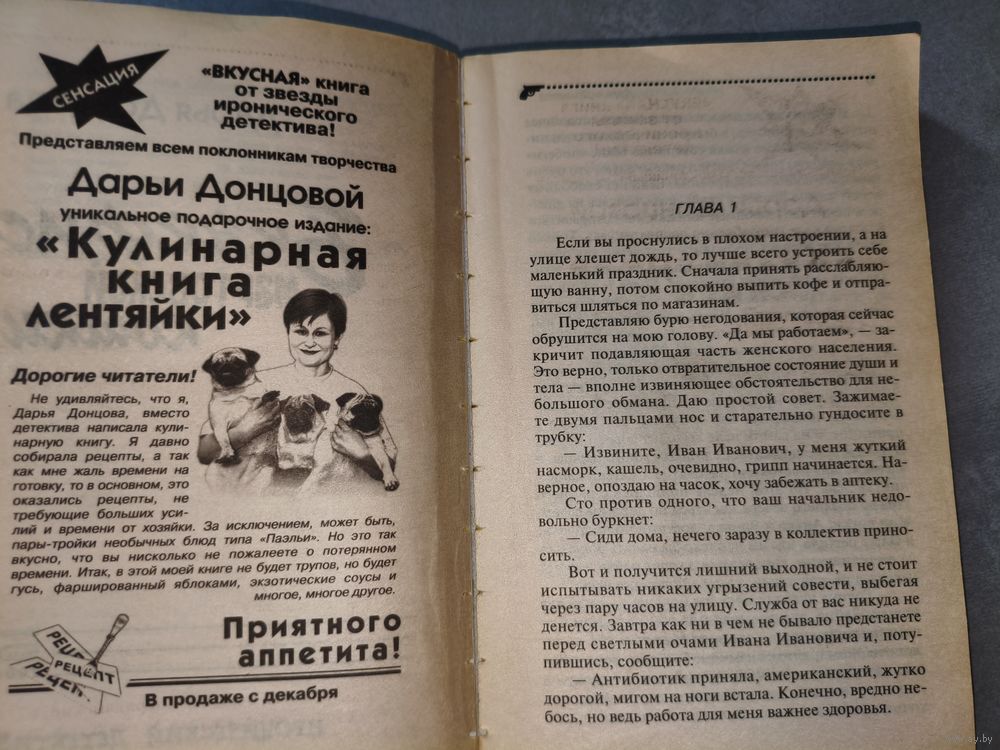 СЕНСАЦИЯ
«ВКУСНАЯ» книга
от звезды
иронического
детектива!
Представляем всем поклонникам творчества
Дарьи Донцовой
уникальное подарочное издание:
«Кулинарная
книга
лентяйки»
Дорогие читатели!
Не удивляйтесь, что я,
Дарья Донцова, вместо
детектива написала кули-
нарную книгу. Я давно
собирала рецепты, а так
как мне жаль времени на
готовку, то в основном, это
оказались рецепты, не
требующие больших уси-
лий и времени от хозяйки. За исключением, может быть,
пары-тройки необычных блюд типа «Паэльи». Но это так
вкусно, что вы нисколько не пожалеете о потерянном
времени. Итак, в этой моей книге не будет трупов, но будет
гусь, фаршированный яблоками, экзотические соусы и
многое, многое другое.
РЕЦЕПТ
Приятного
аппетита!
В продаже с декабря
ГЛАВА 1
Если вы проснулись в плохом настроении, а на
улице хлещет дождь, то лучше всего устроить себе
маленький праздник. Сначала принять расслабляю-
щую ванну, потом спокойно выпить кофе и отпра-
виться шляться по магазинам.
Представляю бурю негодования, которая сейчас
обрушится на мою голову. «Да мы работаем», — за-
кричит подавляющая часть женского населения.
Это верно, только отвратительное состояние души и
тела — вполне извиняющее обстоятельство для не-
большого обмана. Даю простой совет. Зажимае-
те двумя пальцами нос и старательно гундосите в
трубку:
— Извините, Иван Иванович, у меня жуткий
насморк, кашель, очевидно, грипп начинается. На-
верное, опоздаю на часок, хочу забежать в аптеку.
Сто против одного, что ваш начальник недо-
вольно буркнет:
— Сиди дома, нечего заразу в коллектив прино-
сить.
Вот и получится лишний выходной, и не стоит
испытывать никаких угрызений совести, выбегая
через пару часов на улицу. Служба от вас никуда не
денется. Завтра как ни в чем не бывало предстанете
перед светлыми очами Ивана Ивановича и, поту-
пившись, сообщите:
— Антибиотик приняла, американский, жутко
дорогой, мигом на ноги встала. Конечно, вредно не-
бось, но ведь работа для меня важнее здоровья.